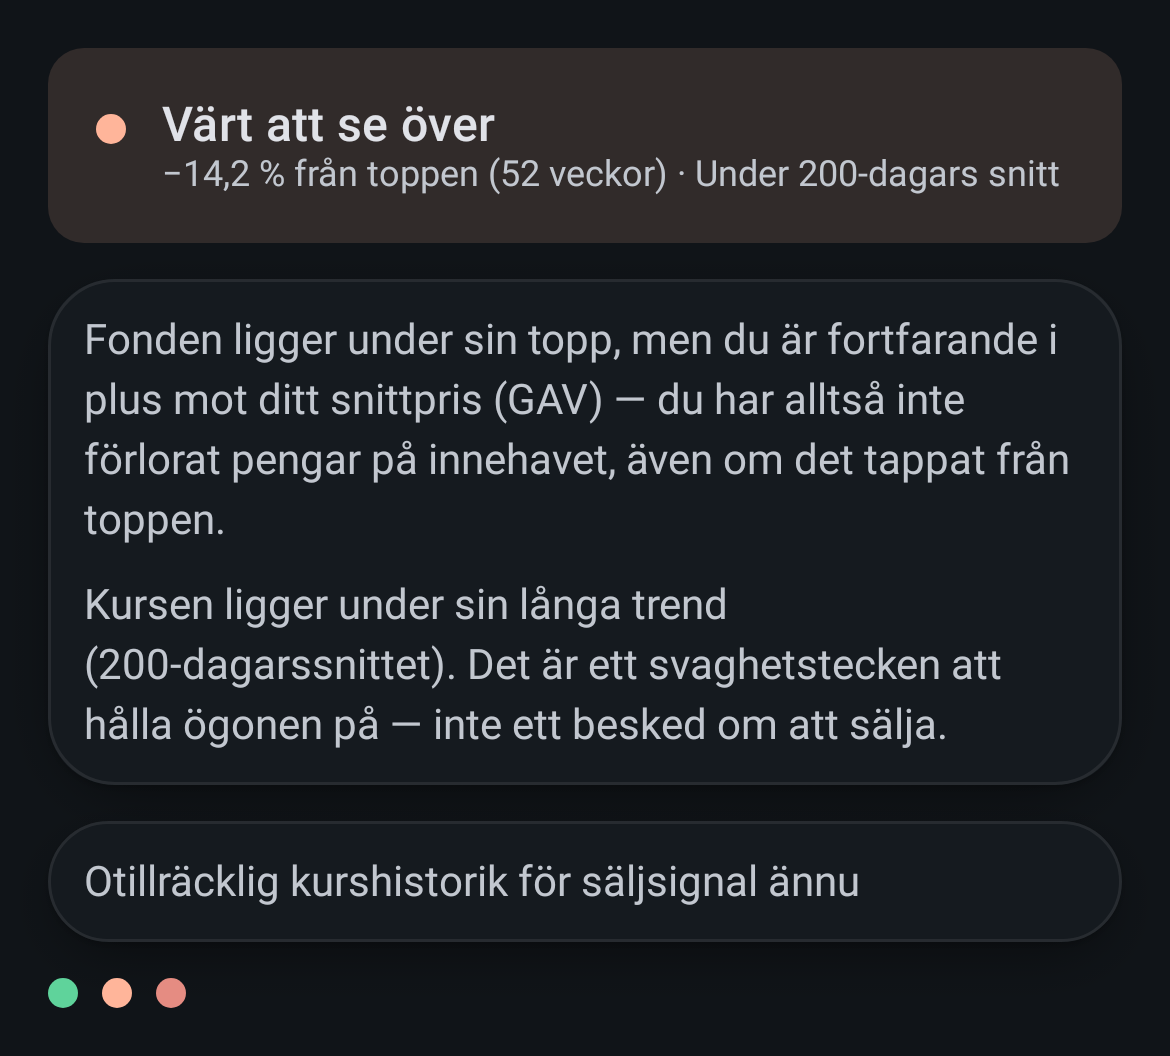 Värt att se över
−14,2 % från toppen (52 veckor) · Under 200-dagars snitt
Fonden ligger under sin topp, men du är fortfarande i
plus mot ditt snittpris (GAV) — du har alltså inte
förlorat pengar på innehavet, även om det tappat från
toppen.
Kursen ligger under sin långa trend
(200-dagarssnittet). Det är ett svaghetstecken att
hålla ögonen på — inte ett besked om att sälja.
Otillräcklig kurshistorik för säljsignal ännu